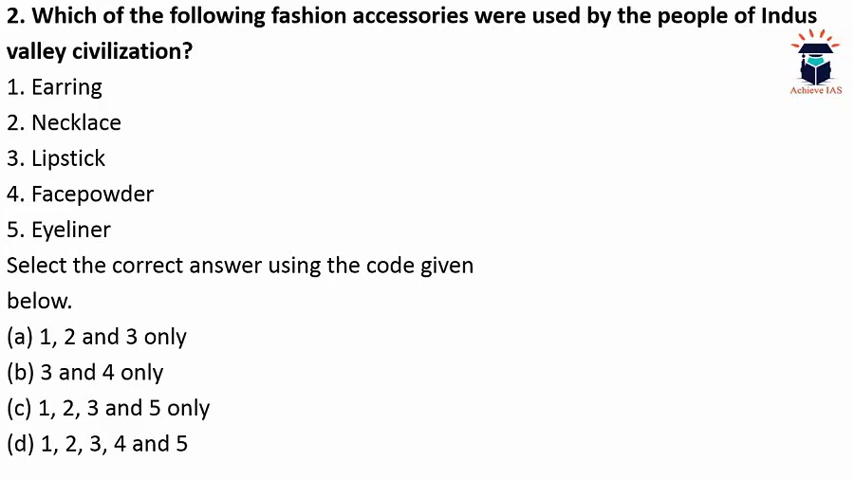 2. Which of the following fashion accessories were used by the people of Indus
valley civilization?
Achieve IAS
1. Earring
2. Necklace
3. Lipstick
4. Facepowder
5. Eyeliner
Select the correct answer using the code given
below.
(a) 1, 2 and 3 only
(b) 3 and 4 only
(c) 1, 2, 3 and 5 only
(d) 1, 2, 3, 4 and 5